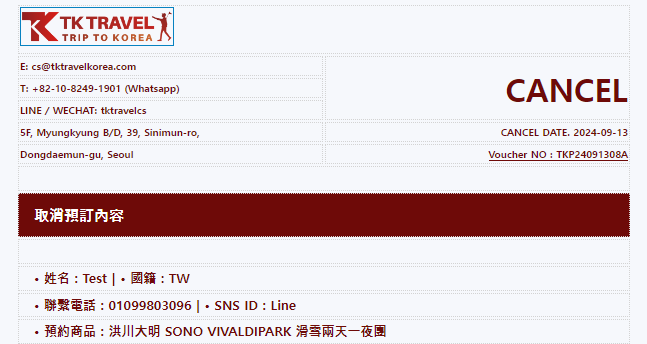 TK TRAVEL
TRIP TO KOREA
E: cs@tktravelkorea.com
T: +82-10-8249-1901 (Whatsapp)
LINE / WECHAT: tktravelcs
CANCEL
5F, Myungkyung B/D, 39, Sinimun-ro,
CANCEL DATE. 2024-09-13
Dongdaemun-gu, Seoul
Voucher NO : TKP24091308A
取消預訂內容
• 姓名 : Test | • 國籍 : TW
• 聯繫電話 : 01099803096 | • SNS ID : Line
• 預約商品 : 洪川大明 SONO VIVALDIPARK 滑雪兩天一夜團